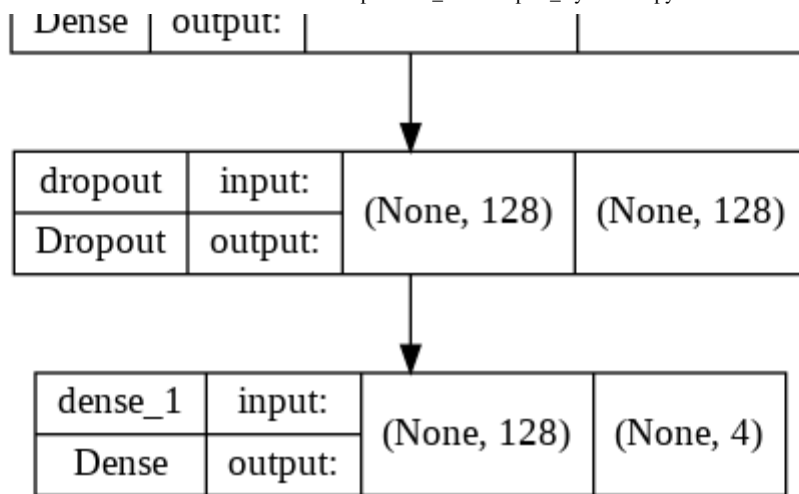 Dense output:
dropout input:
(None, 128) (None, 128)
Dropout output:
dense_1 input:
(None, 128) (None, 4)
Dense output: